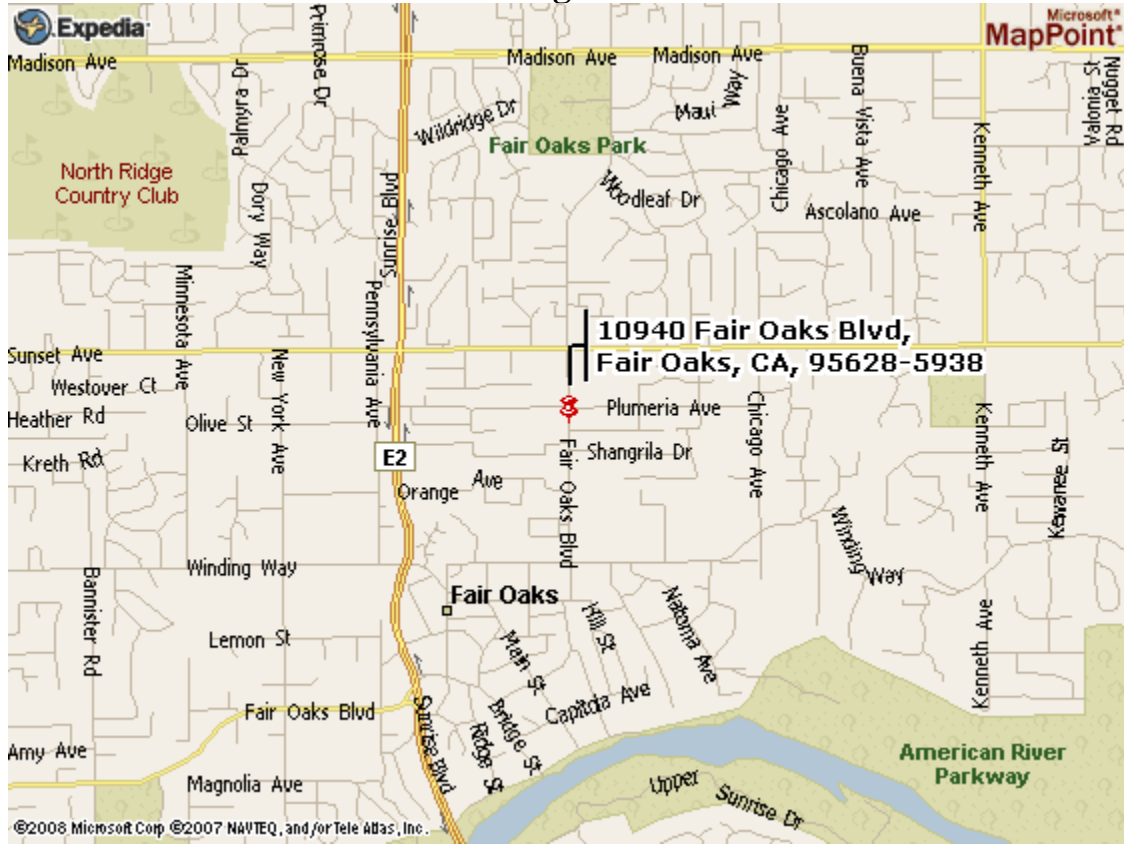 Expedia
Microsoft®
MapPoint®
Madison Ave
Madison Ave
Madison Ave
Primrose Dr
Palmyra Dr
Wildridge Dr
Maui Way
Chicago Ave
Buena Vista Ave
Kenneth Ave
Nugget Rd
Fair Oaks Park
North Ridge
Country Club
Dory Way
Sunrise Blvd
Woodleaf Dr
Ascolano Ave
Minnesota Ave
Pennsylvania Ave
10940 Fair Oaks Blvd,
Fair Oaks, CA, 95628-5938
Sunset Ave
Westover Ct
New York Ave
Heather Rd
Olive St
Plumeria Ave
Chicago Ave
Kenneth Ave
Kreth Rd
E2
Shangrila Dr
Fair Oaks Blvd
Kewanee St
Orange Ave
Winding Way
Winding Way
Bannister Rd
Fair Oaks
Hill St
Natoma Ave
Kenneth Ave
Lemon St
Main St
Fair Oaks Blvd
Sunrise Blvd
Bridge St
Ridge St
Capitola Ave
Amy Ave
Magnolia Ave
American River
Parkway
Upper Sunrise Dr
©2008 Microsoft Corp ©2007 NAVTEQ, and/or Tele Atlas, Inc.